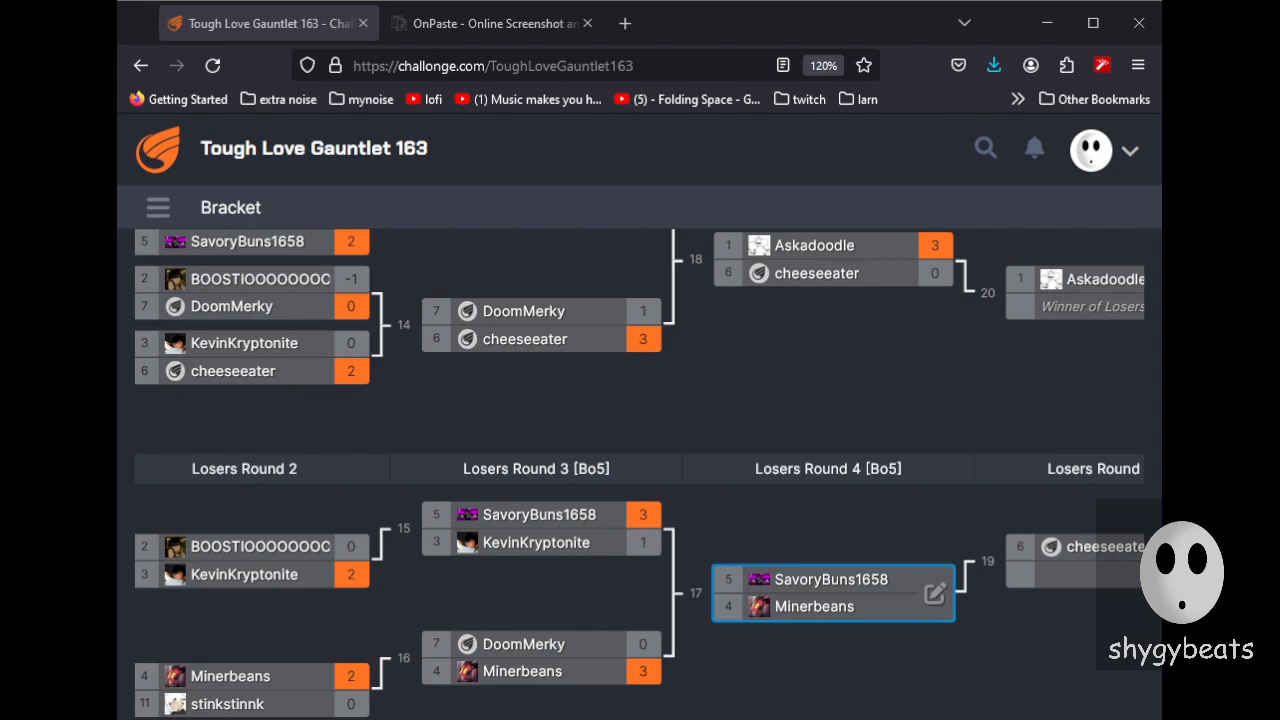 Tough Love Gauntlet 163 - Chal
OnPaste - Online Screenshot an
https://challonge.com/ToughLoveGauntlet163
120%
Getting Started
extra noise
mynoise
lofi
(1) Music makes you h...
(5) - Folding Space - G...
twitch
larn
Other Bookmarks
Tough Love Gauntlet 163
Bracket
5 SavoryBuns1658 2
2 BOOSTIOOOOOOOO -1
7 DoomMerky 0
3 KevinKryptonite 0
6 cheeseeater 2
14
7 DoomMerky 1
6 cheeseeater 3
18
1 Askadoodle 3
6 cheeseeater 0
20
1 Askadoodle
Winner of Losers
Losers Round 2
Losers Round 3 [Bo5]
Losers Round 4 [Bo5]
Losers Round
2 BOOSTIOOOOOOOO 0
3 KevinKryptonite 2
4 Minerbeans 2
11 stinkstinnk 0
15
5 SavoryBuns1658 3
3 KevinKryptonite 1
16
7 DoomMerky 0
4 Minerbeans 3
17
5 SavoryBuns1658
4 Minerbeans
19
6 cheeseeate
shygybeats